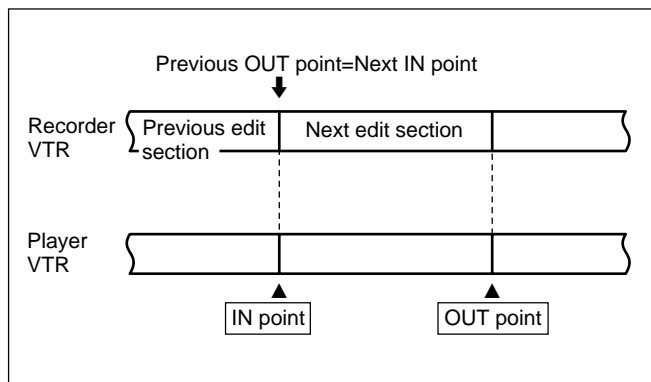 Previous OUT point=Next IN point
Recorder
VTR
Previous edit
section
Next edit section
Player
VTR
IN point
OUT point